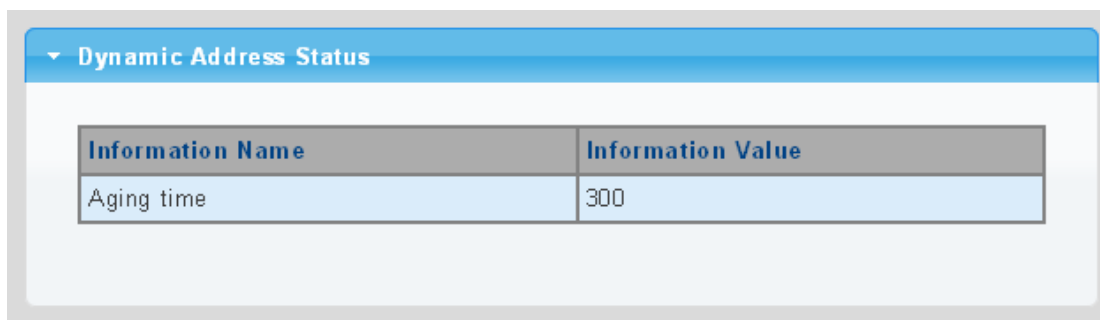 Dynamic Address Status
Information Name Information Value
Aging time 300